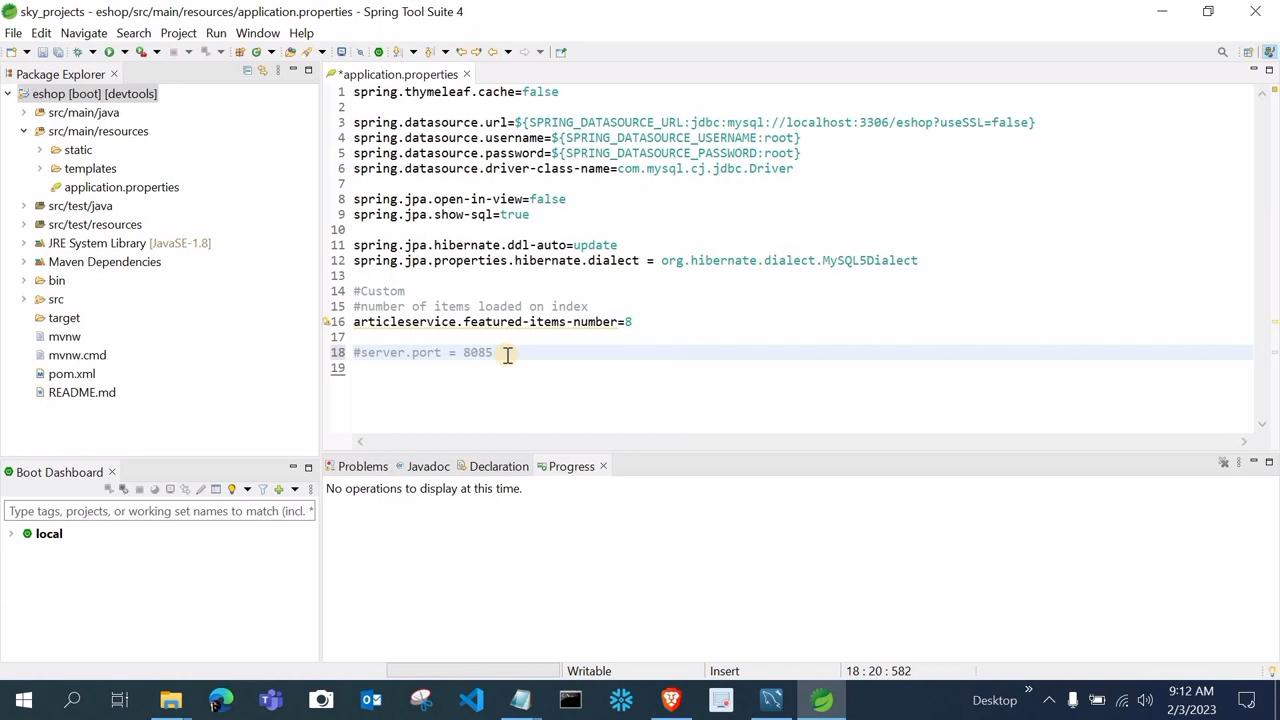 sky_projects - eshop/src/main/resources/application.properties - Spring Tool Suite 4
File Edit Navigate Search Project Run Window Help
Package Explorer
eshop [boot] [devtools]
src/main/java
src/main/resources
static
templates
application.properties
src/test/java
src/test/resources
JRE System Library [JavaSE-1.8]
Maven Dependencies
bin
src
target
mvnw
mvnw.cmd
pom.xml
README.md
*application.properties
1 spring.thymeleaf.cache=false
2
3 spring.datasource.url=${SPRING_DATASOURCE_URL:jdbc:mysql://localhost:3306/eshop?useSSL=false}
4 spring.datasource.username=${SPRING_DATASOURCE_USERNAME:root}
5 spring.datasource.password=${SPRING_DATASOURCE_PASSWORD:root}
6 spring.datasource.driver-class-name=com.mysql.cj.jdbc.Driver
7
8 spring.jpa.open-in-view=false
9 spring.jpa.show-sql=true
10
11 spring.jpa.hibernate.ddl-auto=update
12 spring.jpa.properties.hibernate.dialect = org.hibernate.dialect.MySQL5Dialect
13
14 #Custom
15 #number of items loaded on index
16 articleservice.featured-items-number=8
17
18 #server.port = 8085
19
Boot Dashboard
Type tags, projects, or working set names to match (incl. *
local
Problems Javadoc Declaration Progress
No operations to display at this time.
Writable Insert 18 : 20 : 582
Desktop
9:12 AM
2/3/2023